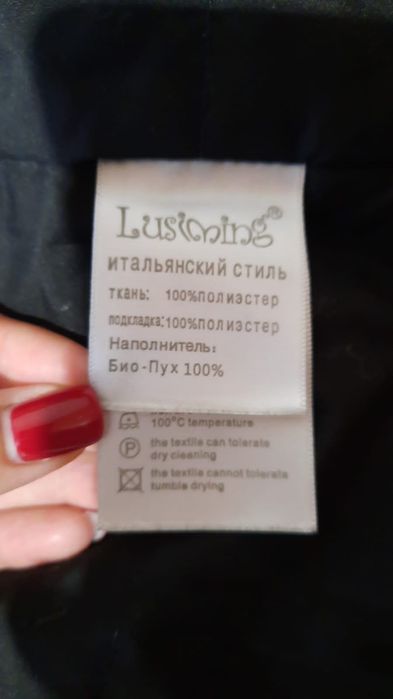 Lusiming®
итальянский стиль
ткань: 100%полиэстер
подкладка:100%полиэстер
Наполнитель:
Био-Пух 100%
100°C temperature
P the textile can tolerate
dry cleaning
the textile cannot tolerate
tumble drying